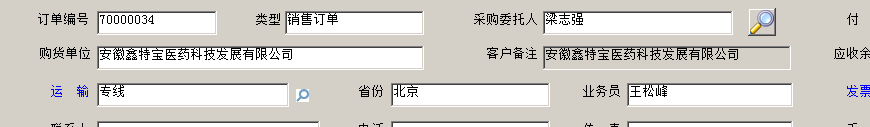 订单编号 70000034 类型 销售订单 采购委托人 梁志强 付
购货单位 安徽鑫特宝医药科技发展有限公司 客户备注 安徽鑫特宝医药科技发展有限公司 应收余
运 输 专线 省份 北京 业务员 王松峰 发票